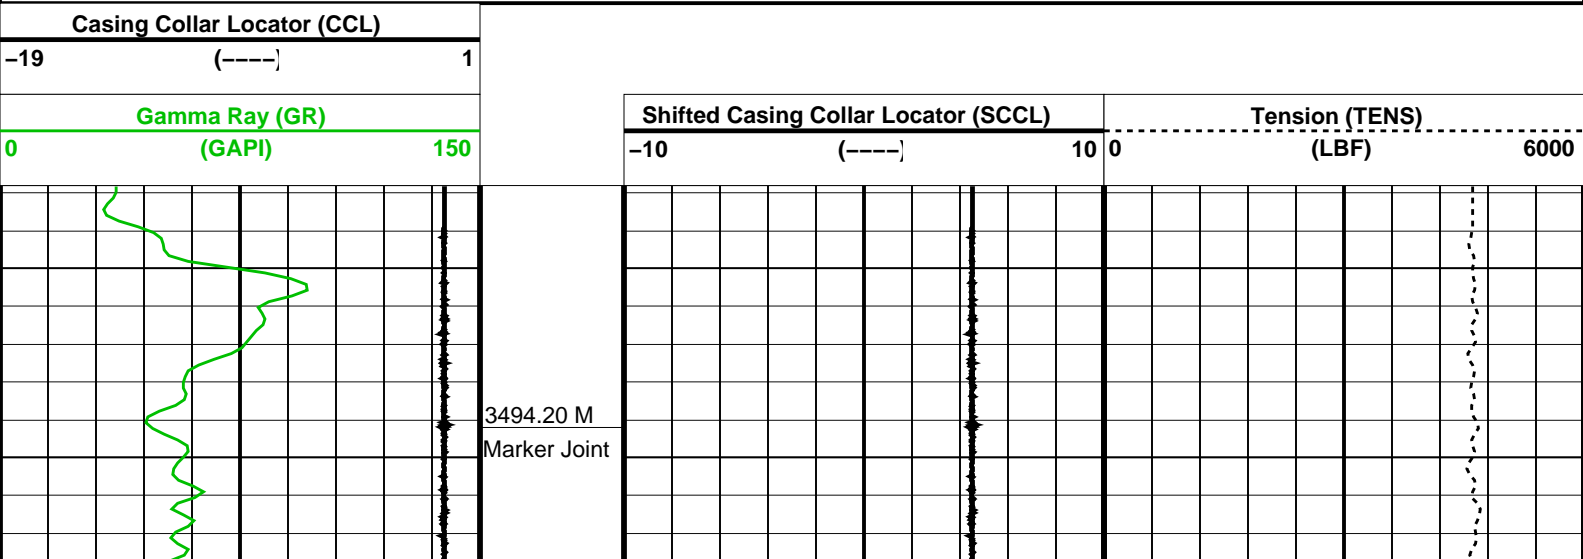 Casing Collar Locator (CCL)
−19 (−−−−) 1
Gamma Ray (GR)
0 (GAPI) 150
Shifted Casing Collar Locator (SCCL)
−10 (−−−−) 10
Tension (TENS)
0 (LBF) 6000
3494.20 M
Marker Joint